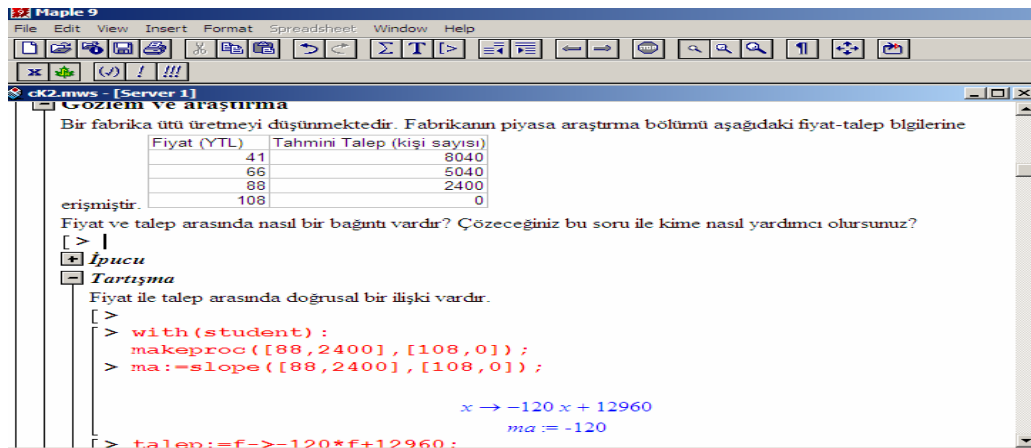 Maple 9
File Edit View Insert Format Spreadsheet Window Help
Σ T [>
x (√) ! !!!
cK2.mws - [Server 1]
Gözlem ve araştırma
Bir fabrika ütü üretmeyi düşünmektedir. Fabrikanın piyasa araştırma bölümü aşağıdaki fiyat-talep blgilerine
Fiyat (YTL) Tahmini Talep (kişi sayısı)
41 8040
66 5040
88 2400
108 0
erişmiştir.
Fiyat ve talep arasında nasıl bir bağıntı vardır? Çözeceğiniz bu soru ile kime nasıl yardımcı olursunuz?
[ >
İpucu
Tartışma
Fiyat ile talep arasında doğrusal bir ilişki vardır.
[ >
> with(student):
makeproc([88,2400],[108,0]);
> ma:=slope([88,2400],[108,0]);
x → -120 x + 12960
ma := -120
[ > talep:=f->-120*f+12960;